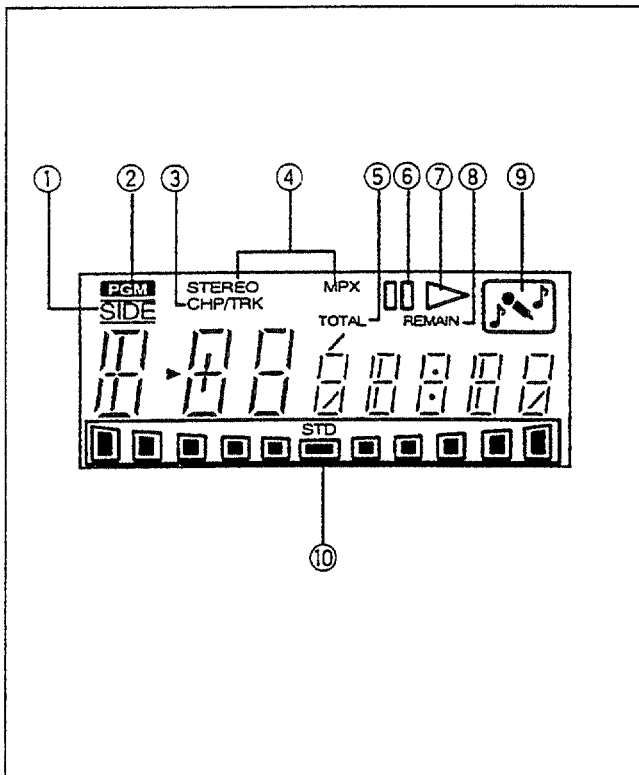 ① ② ③ ④ ⑤ ⑥ ⑦ ⑧ ⑨
PGM STEREO MPX
SIDE CHP/TRK
TOTAL REMAIN
STD
⑩